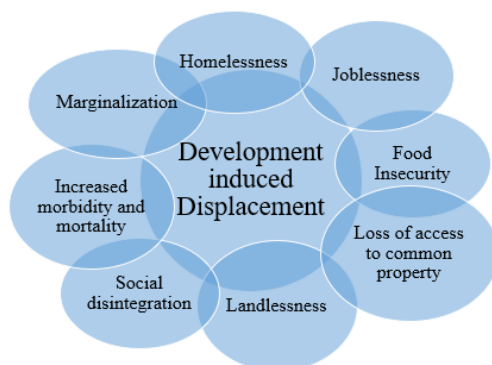 Homelessness
Joblessness
Marginalization
Development
induced
Displacement
Food
Insecurity
Increased
morbidity and
mortality
Loss of access
to common
property
Social
disintegration
Landlessness